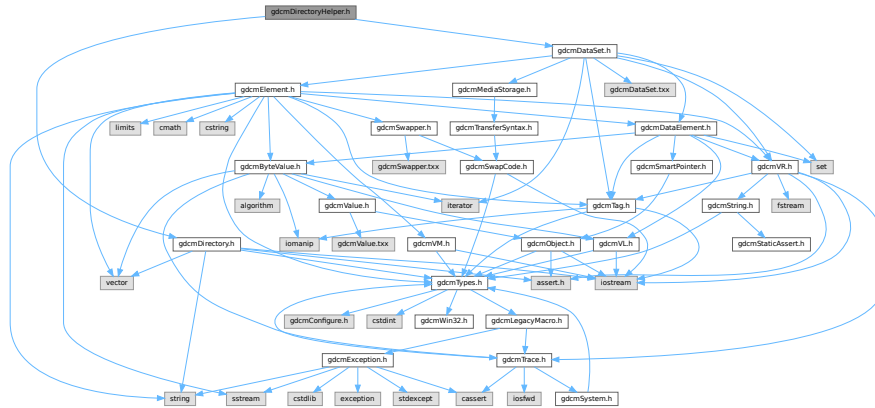 gdcmDirectoryHelper.h
gdcmDataSet.h
gdcmElement.h
gdcmMediaStorage.h
gdcmDataSet.txx
limits
cmath
cstring
gdcmSwapper.h
gdcmTransferSyntax.h
gdcmDataElement.h
gdcmByteValue.h
gdcmSwapper.txx
gdcmSwapCode.h
gdcmSmartPointer.h
gdcmVR.h
set
algorithm
gdcmValue.h
iterator
gdcmTag.h
gdcmString.h
fstream
gdcmDirectory.h
iomanip
gdcmValue.txx
gdcmVM.h
gdcmObject.h
gdcmVL.h
gdcmStaticAssert.h
vector
gdcmTypes.h
assert.h
iostream
gdcmConfigure.h
cstdint
gdcmWin32.h
gdcmLegacyMacro.h
gdcmException.h
gdcmTrace.h
string
sstream
cstdlib
exception
stdexcept
cassert
iosfwd
gdcmSystem.h